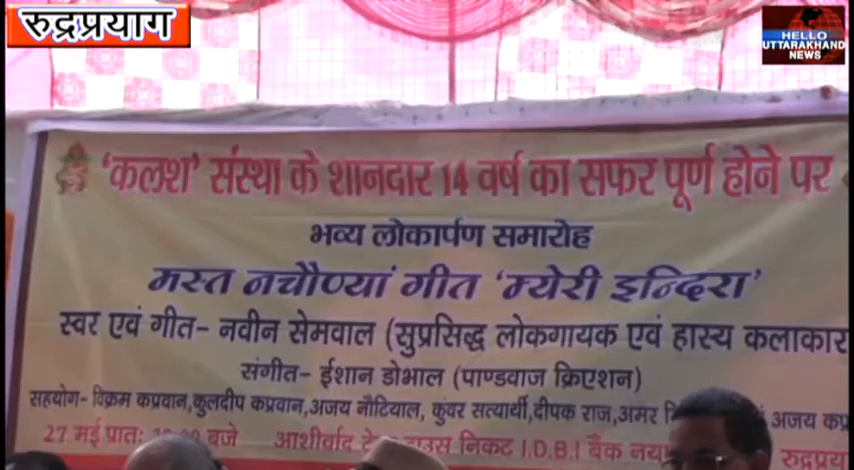 रुद्रप्रयाग
HELLO
UTTARAKHAND
NEWS
'कलश' संस्था के शानदार 14 वर्ष का सफर पूर्ण होने पर
भव्य लोकार्पण समारोह
मस्त नचौण्यां गीत 'म्येरी इन्दिरा'
स्वर एवं गीत- नवीन सेमवाल (सुप्रसिद्ध लोकगायक एवं हास्य कलाकार
संगीत- ईशान डोभाल (पाण्डवाज क्रिएशन)
सहयोग- विक्रम कप्रवान,कुलदीप कप्रवान,अजय नौटियाल, कुंवर सत्यार्थी,दीपक राज,अमर अजय
27 मई प्रातः बजे आशीर्वाद निकट I.D.B.I बैंक